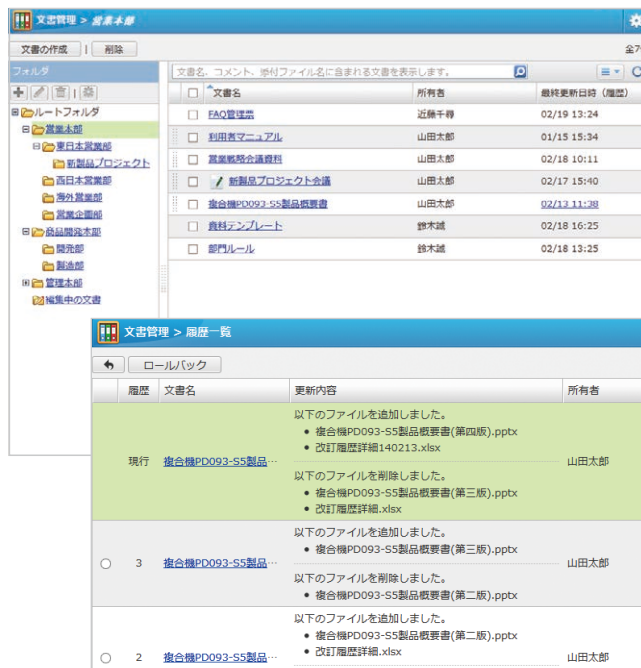 文書管理 > 営業本部
文書の作成 | 削除
フォルダ
文書名、コメント、添付ファイル名に含まれる文書を表示します。
ルートフォルダ
営業本部
東日本営業部
新製品プロジェクト
西日本営業部
海外営業部
営業企画部
商品開発本部
開発部
製造部
管理本部
編集中の文書
文書名 所有者 最終更新日時（履歴）
FAQ管理票 近藤千尋 02/19 13:24
利用者マニュアル 山田太郎 01/15 15:34
営業戦略会議資料 山田太郎 02/18 10:11
新製品プロジェクト会議 山田太郎 02/17 15:40
複合機PD093-S5製品概要書 山田太郎 02/13 11:38
資料テンプレート 鈴木誠 02/18 16:25
部門ルール 鈴木誠 02/18 13:25
文書管理 > 履歴一覧
ロールバック
履歴 文書名 更新内容 所有者
現行 複合機PD093-S5製品… 山田太郎
以下のファイルを追加しました。
• 複合機PD093-S5製品概要書(第四版).pptx
• 改訂履歴詳細140213.xlsx
以下のファイルを削除しました。
• 複合機PD093-S5製品概要書(第三版).pptx
• 改訂履歴詳細.xlsx
3 複合機PD093-S5製品… 山田太郎
以下のファイルを追加しました。
• 複合機PD093-S5製品概要書(第三版).pptx
以下のファイルを削除しました。
• 複合機PD093-S5製品概要書(第二版).pptx
2 複合機PD093-S5製品… 山田太郎
以下のファイルを追加しました。
• 複合機PD093-S5製品概要書(第二版).pptx
• 改訂履歴詳細.xlsx